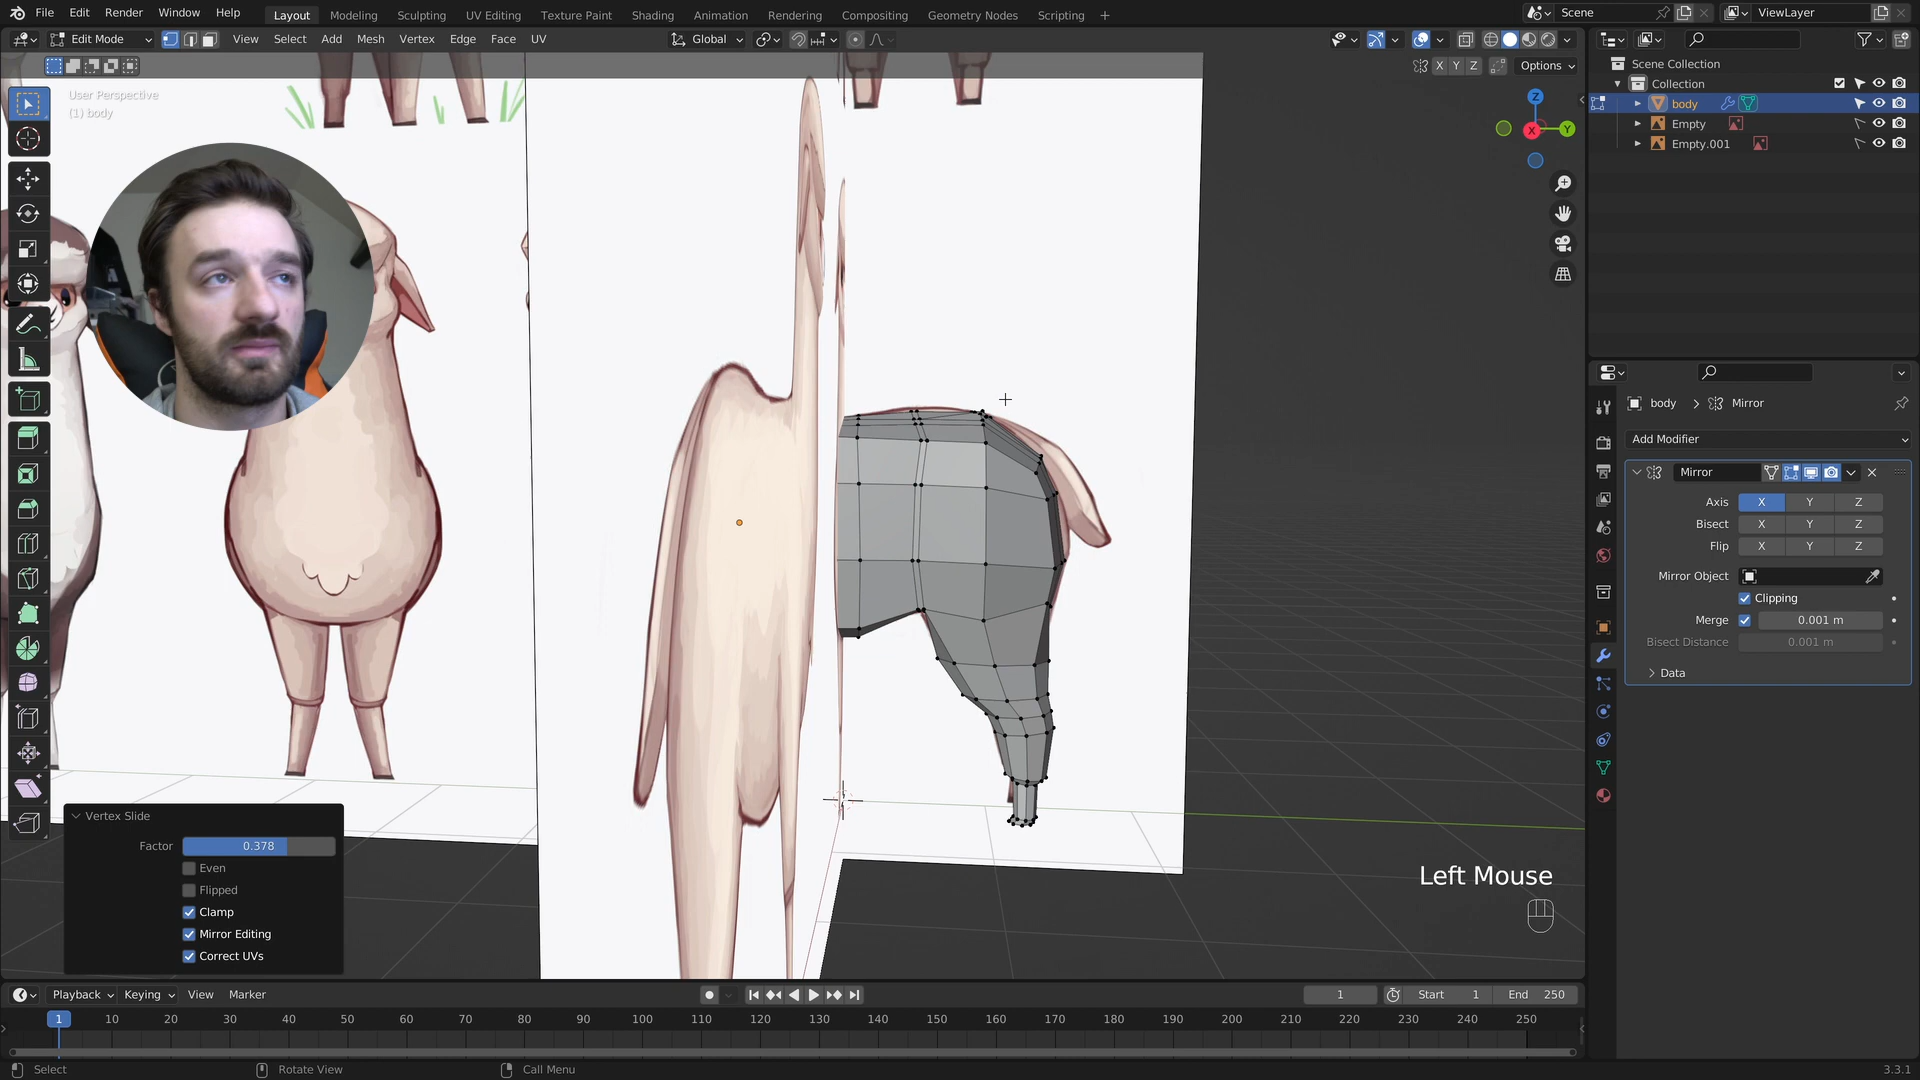 File Edit Render Window Help Layout Modeling Sculpting UV Editing Texture Paint Shading Animation Rendering Compositing Geometry Nodes Scripting + Scene ViewLayer
Edit Mode View Select Add Mesh Vertex Edge Face UV Global
X Y Z Options
User Perspective
(1) body
Z
X
Y
Scene Collection
Collection
body
Empty
Empty.001
body > Mirror
Add Modifier
Mirror
Axis X Y Z
Bisect X Y Z
Flip X Y Z
Mirror Object
Clipping
Merge 0.001 m
Bisect Distance 0.001 m
Data
Vertex Slide
Factor 0.378
Even
Flipped
Clamp
Mirror Editing
Correct UVs
Left Mouse
Playback Keying View Marker 1 Start 1 End 250
1 10 20 30 40 50 60 70 80 90 100 110 120 130 140 150 160 170 180 190 200 210 220 230 240 250
Select Rotate View Call Menu 3.3.1